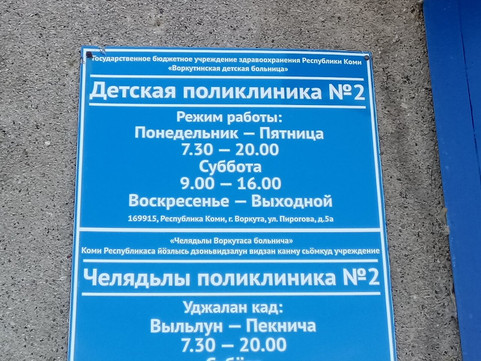 Государственное бюджетное учреждение здравоохранения Республики Коми
«Воркутинская детская больница»
Детская поликлиника №2
Режим работы:
Понедельник — Пятница
7.30 — 20.00
Суббота
9.00 — 16.00
Воскресенье — Выходной
169915, Республика Коми, г. Воркута, ул. Пирогова, д.5а
«Челядьлы Воркутаса больнича»
Коми Республикаса йӧзлысь дзоньвидзалун видзан канму сьӧмкуд учреждение
Челядьлы поликлиника №2
Уджалан кад:
Выльлун — Пекнича
7.30 — 20.00